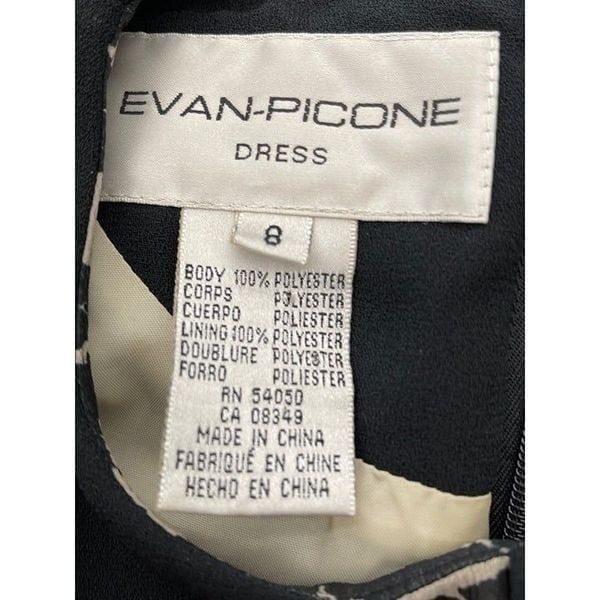 EVAN-PICONE
DRESS
8
BODY 100% POLYESTER
CORPS POLYESTER
CUERPO POLIESTER
LINING 100% POLYESTER
DOUBLURE POLYESTER
FORRO POLIESTER
RN 54050
CA 08349
MADE IN CHINA
FABRIQUÉ EN CHINE
HECHO EN CHINA